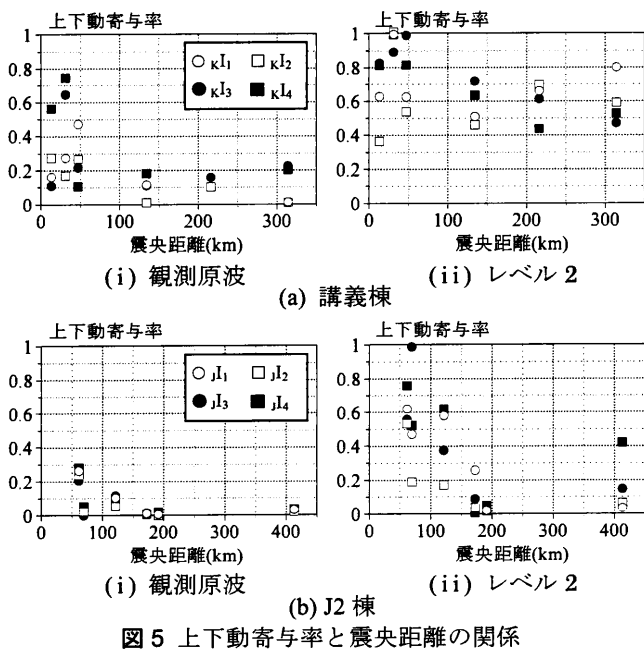 上下動寄与率
1
0.8
0.6
0.4
0.2
0
○ KI1 □ KI2
● KI3 ■ KI4
0 100 200 300
震央距離(km)
(i) 観測原波
上下動寄与率
1
0.8
0.6
0.4
0.2
0
0 100 200 300
震央距離(km)
(ii) レベル 2
(a) 講義棟
上下動寄与率
1
0.8
0.6
0.4
0.2
0
○ JI1 □ JI2
● JI3 ■ JI4
0 100 200 300 400
震央距離(km)
(i) 観測原波
上下動寄与率
1
0.8
0.6
0.4
0.2
0
0 100 200 300 400
震央距離(km)
(ii) レベル 2
(b) J2 棟
図 5 上下動寄与率と震央距離の関係